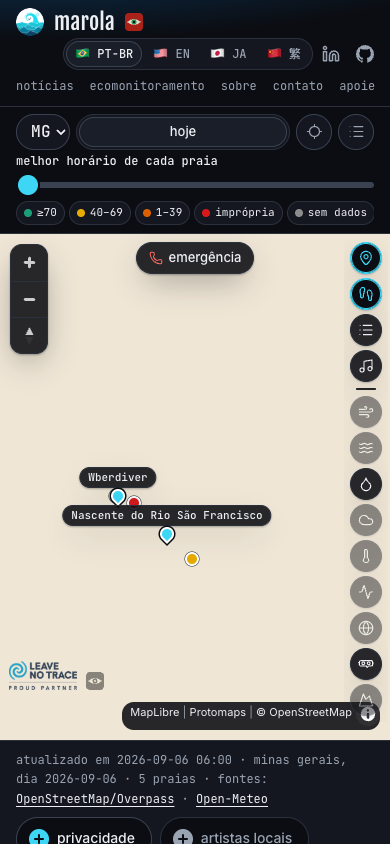 marola
PT-BR EN JA 繁
notícias ecomonitoramento sobre contato apoie
MG hoje
melhor horário de cada praia
≥70 40–69 1–39 imprópria sem dados
emergência
Wberdiver
Nascente do Rio São Francisco
LEAVE
NO TRACE
PROUD PARTNER
MapLibre | Protomaps | © OpenStreetMap
atualizado em 2026-09-06 06:00 · minas gerais,
dia 2026-09-06 · 5 praias · fontes:
OpenStreetMap/Overpass · Open-Meteo
privacidade artistas locais